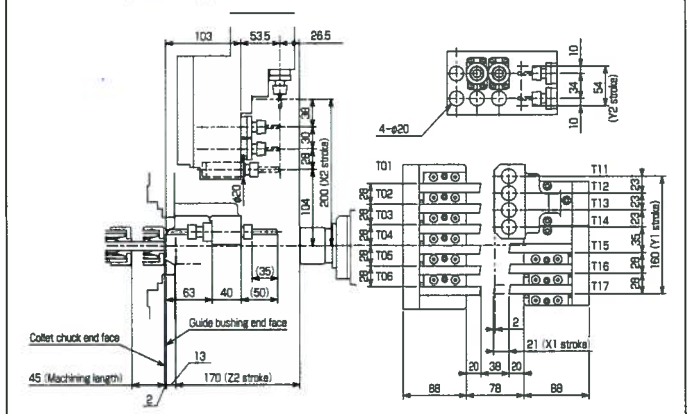 103
53.5
26.5
38
30
28
200 (X2 stroke)
104
ø20
(35)
63
40
(50)
Guide bushing end face
Collet chuck end face
13
45 (Machining length)
170 (Z2 stroke)
2
10
34
54
(Y2 stroke)
10
4-ø20
T01
28
T02
28
T03
28
T04
28
T05
28
T06
T11
T12
23
T13
23
T14
23
35
T15
28
T16
28
T17
160 (Y1 stroke)
2
21 (X1 stroke)
20
38
20
88
78
88